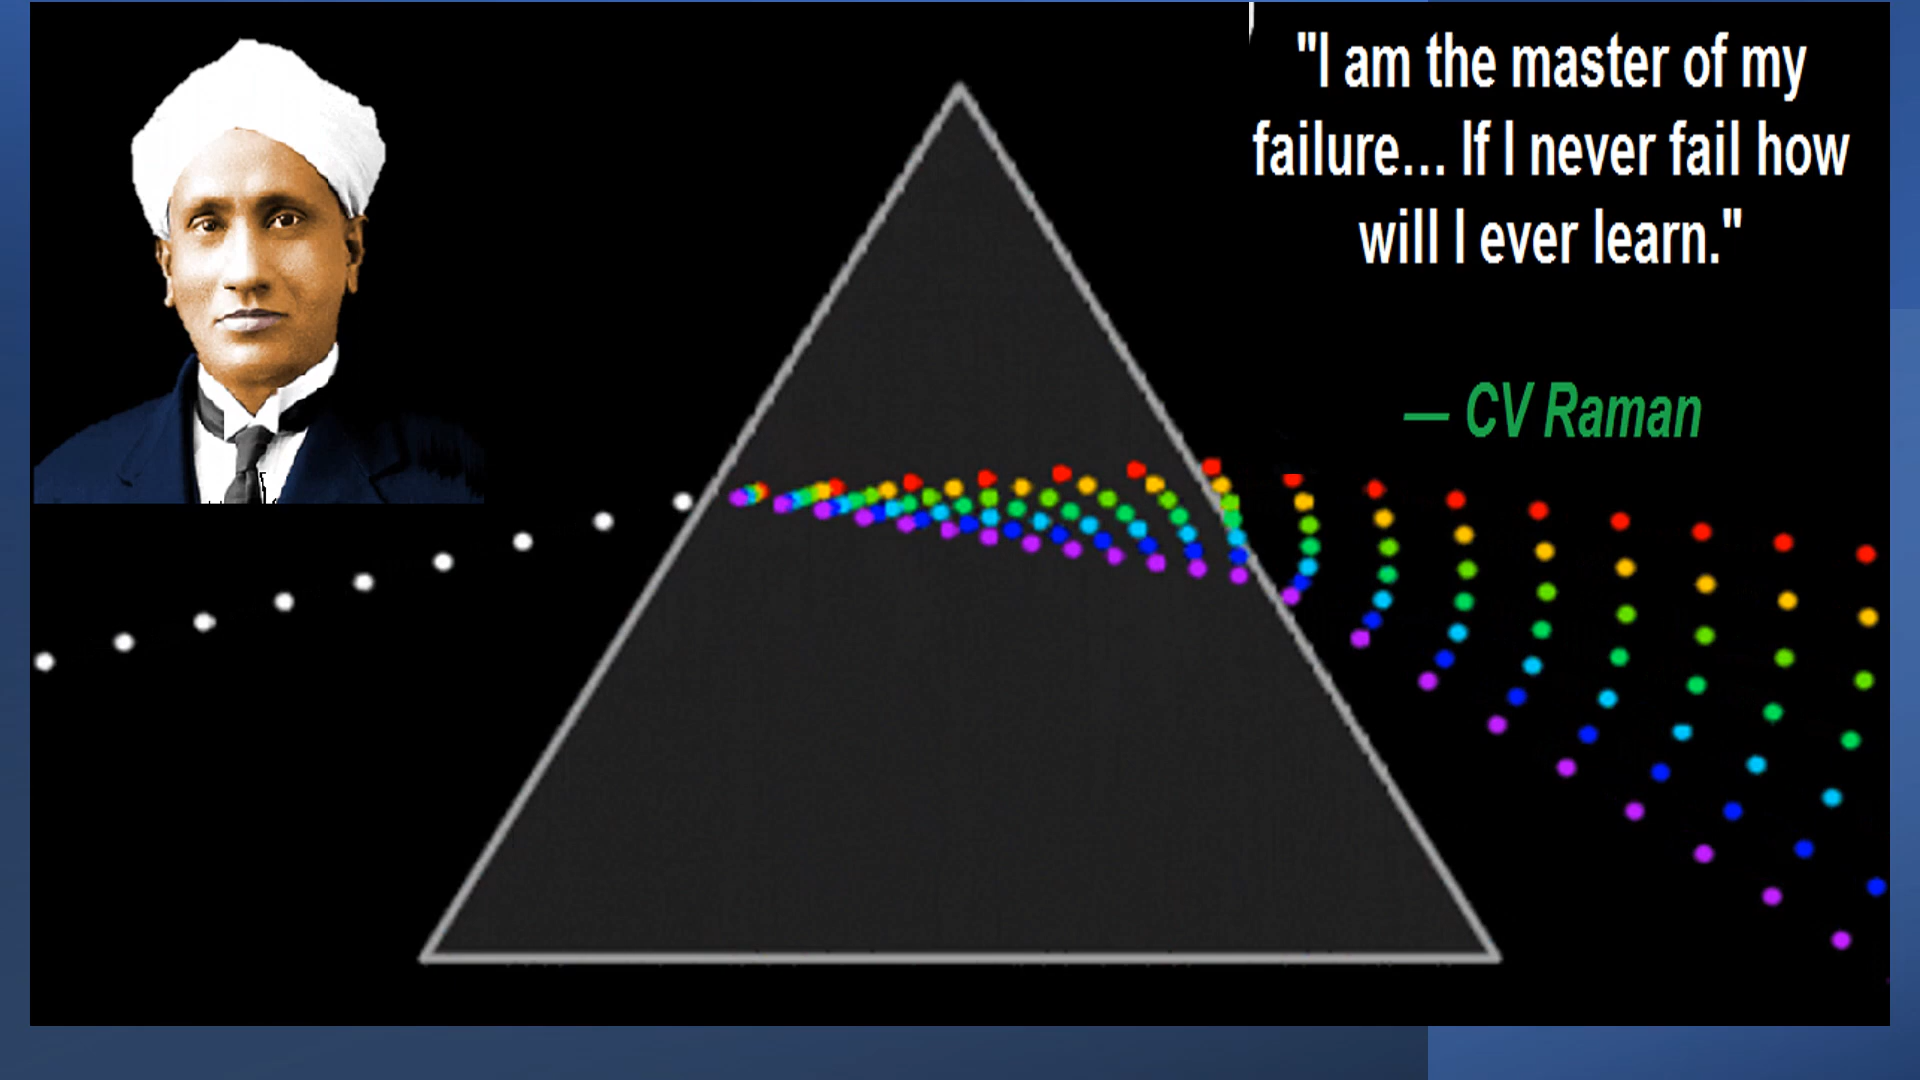 "I am the master of my
failure... If I never fail how
will I ever learn."
— CV Raman